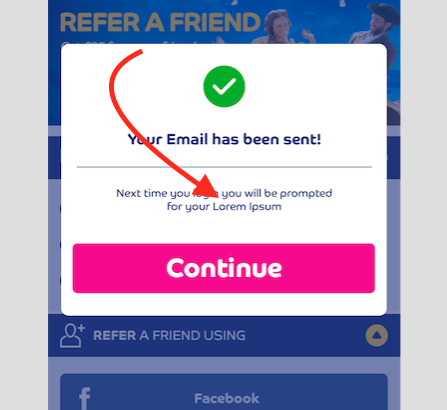 REFER A FRIEND
Your Email has been sent!
Next time you login you will be prompted
for your Lorem Ipsum
Continue
REFER A FRIEND USING
Facebook